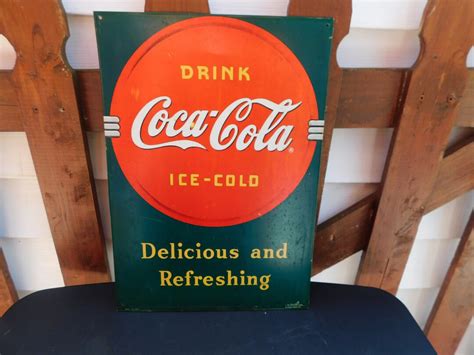 DRINK
Coca-Cola®
ICE-COLD
Delicious and
Refreshing